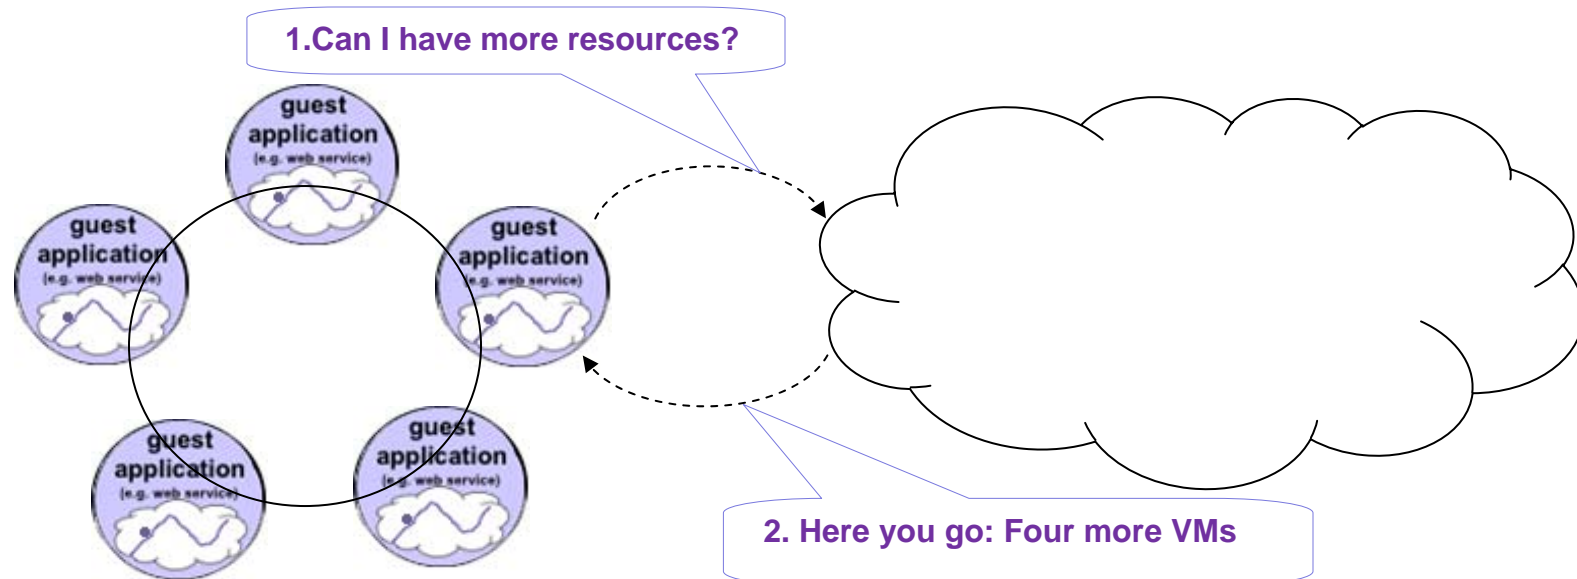 1.Can I have more resources?
guest
application
(e.g. web service)
guest
application
(e.g. web service)
guest
application
(e.g. web service)
guest
application
(e.g. web service)
guest
application
(e.g. web service)
2. Here you go: Four more VMs